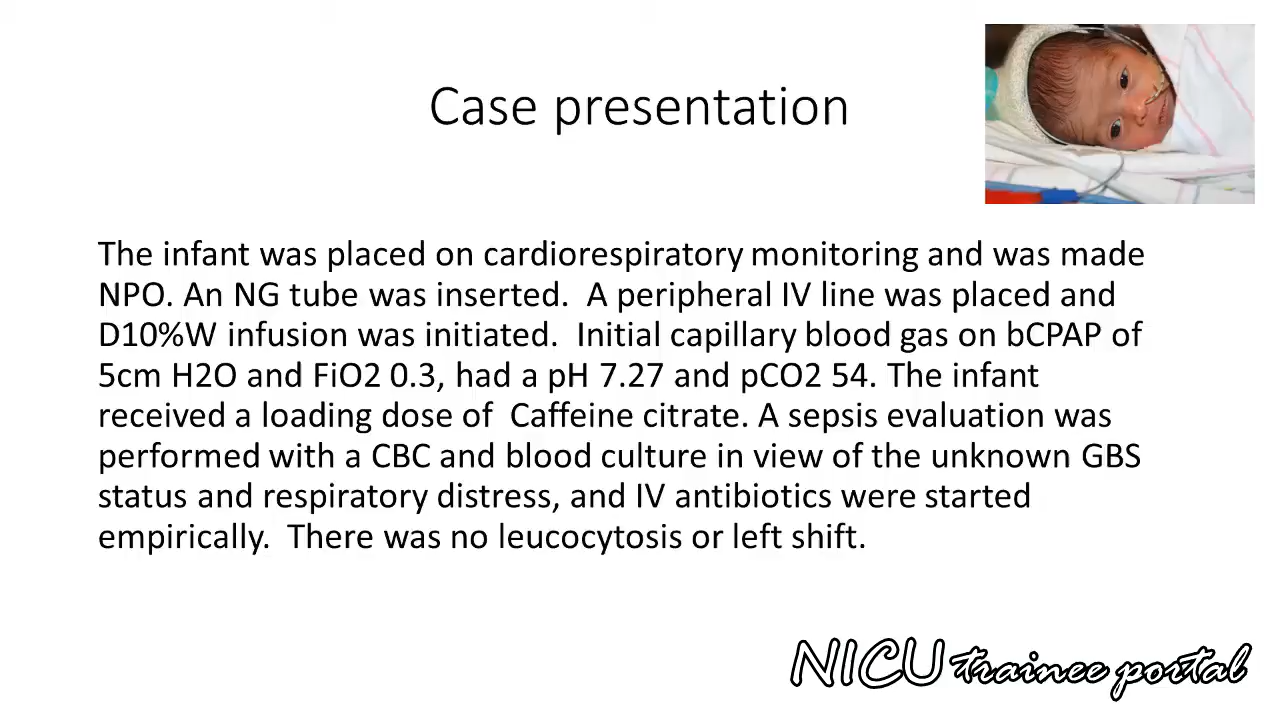 Case presentation
The infant was placed on cardiorespiratory monitoring and was made
NPO. An NG tube was inserted.  A peripheral IV line was placed and
D10%W infusion was initiated.  Initial capillary blood gas on bCPAP of
5cm H2O and FiO2 0.3, had a pH 7.27 and pCO2 54. The infant
received a loading dose of  Caffeine citrate. A sepsis evaluation was
performed with a CBC and blood culture in view of the unknown GBS
status and respiratory distress, and IV antibiotics were started
empirically.  There was no leucocytosis or left shift.
NICU trainee portal